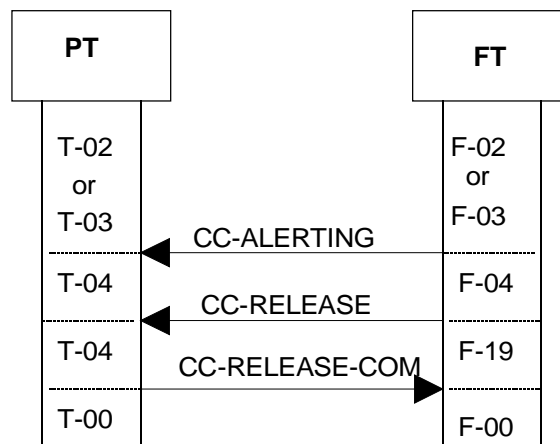 PT
FT
T-02
or
T-03
F-02
or
F-03
CC-ALERTING
T-04
F-04
CC-RELEASE
T-04
F-19
CC-RELEASE-COM
T-00
F-00